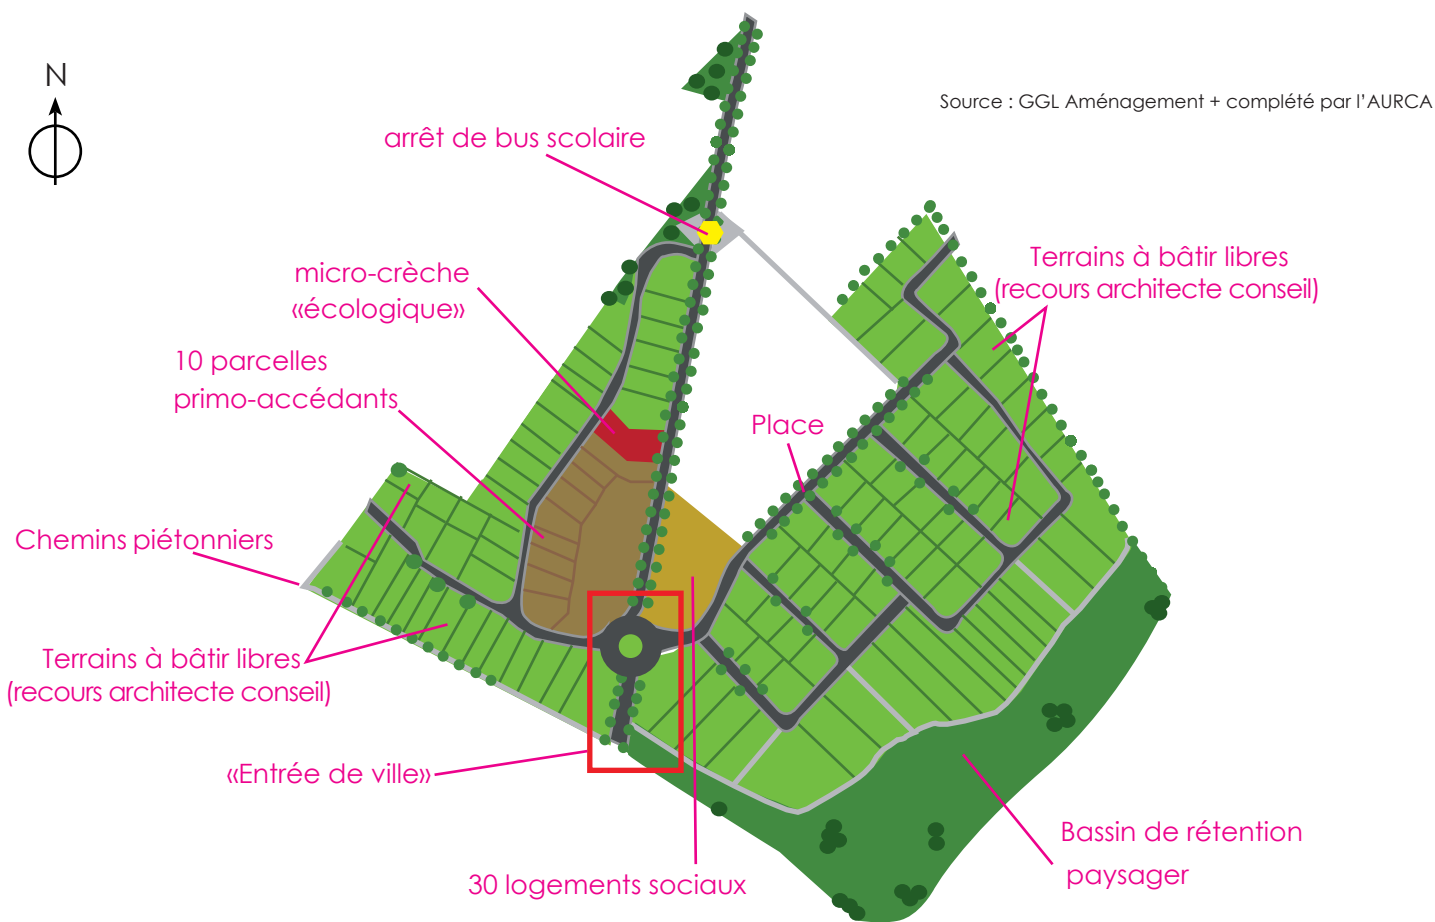 N
Source : GGL Aménagement + complété par l'AURCA
arrêt de bus scolaire
Terrains à bâtir libres
(recours architecte conseil)
micro-crèche
«écologique»
10 parcelles
primo-accédants
Place
Chemins piétonniers
Terrains à bâtir libres
(recours architecte conseil)
«Entrée de ville»
Bassin de rétention
paysager
30 logements sociaux